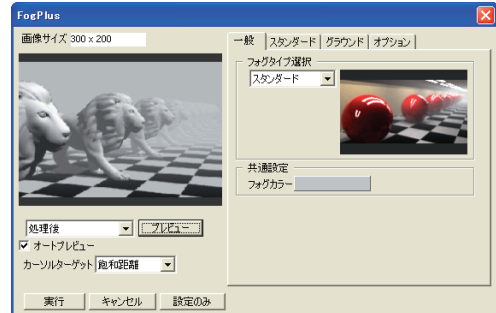 FogPlus
画像サイズ 300 x 200
一般 スタンダード グラウンド オプション
フォグタイプ選択
スタンダード
共通設定
フォグカラー
処理後 プレビュー
オートプレビュー
カーソルターゲット 飽和距離
実行 キャンセル 設定のみ